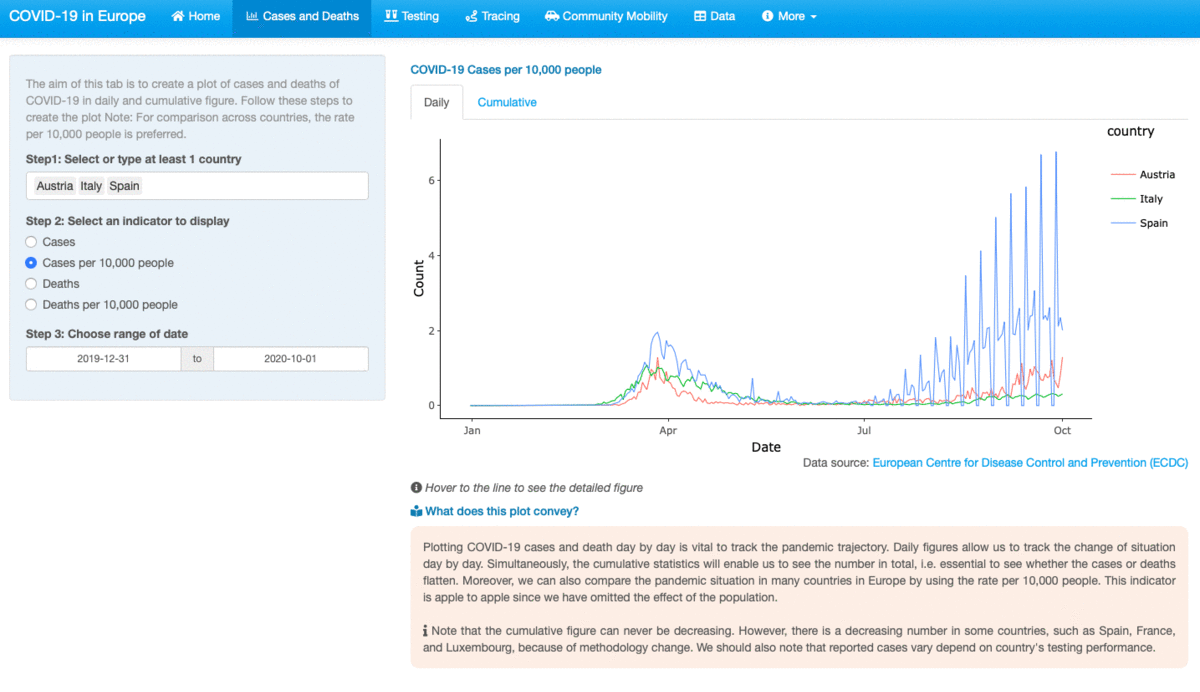 COVID-19 in Europe Home Cases and Deaths Testing Tracing Community Mobility Data More
The aim of this tab is to create a plot of cases and deaths of
COVID-19 in daily and cumulative figure. Follow these steps to
create the plot Note: For comparison across countries, the rate
per 10,000 people is preferred.
Step1: Select or type at least 1 country
Austria Italy Spain
Step 2: Select an indicator to display
Cases
Cases per 10,000 people
Deaths
Deaths per 10,000 people
Step 3: Choose range of date
2019-12-31 to 2020-10-01
COVID-19 Cases per 10,000 people
Daily Cumulative
country
Austria
Italy
Spain
Count
6
4
2
0
Jan Apr Jul Oct
Date
Data source: European Centre for Disease Control and Prevention (ECDC)
Hover to the line to see the detailed figure
What does this plot convey?
Plotting COVID-19 cases and death day by day is vital to track the pandemic trajectory. Daily figures allow us to track the change of situation
day by day. Simultaneously, the cumulative statistics will enable us to see the number in total, i.e. essential to see whether the cases or deaths
flatten. Moreover, we can also compare the pandemic situation in many countries in Europe by using the rate per 10,000 people. This indicator
is apple to apple since we have omitted the effect of the population.
Note that the cumulative figure can never be decreasing. However, there is a decreasing number in some countries, such as Spain, France,
and Luxembourg, because of methodology change. We should also note that reported cases vary depend on country's testing performance.